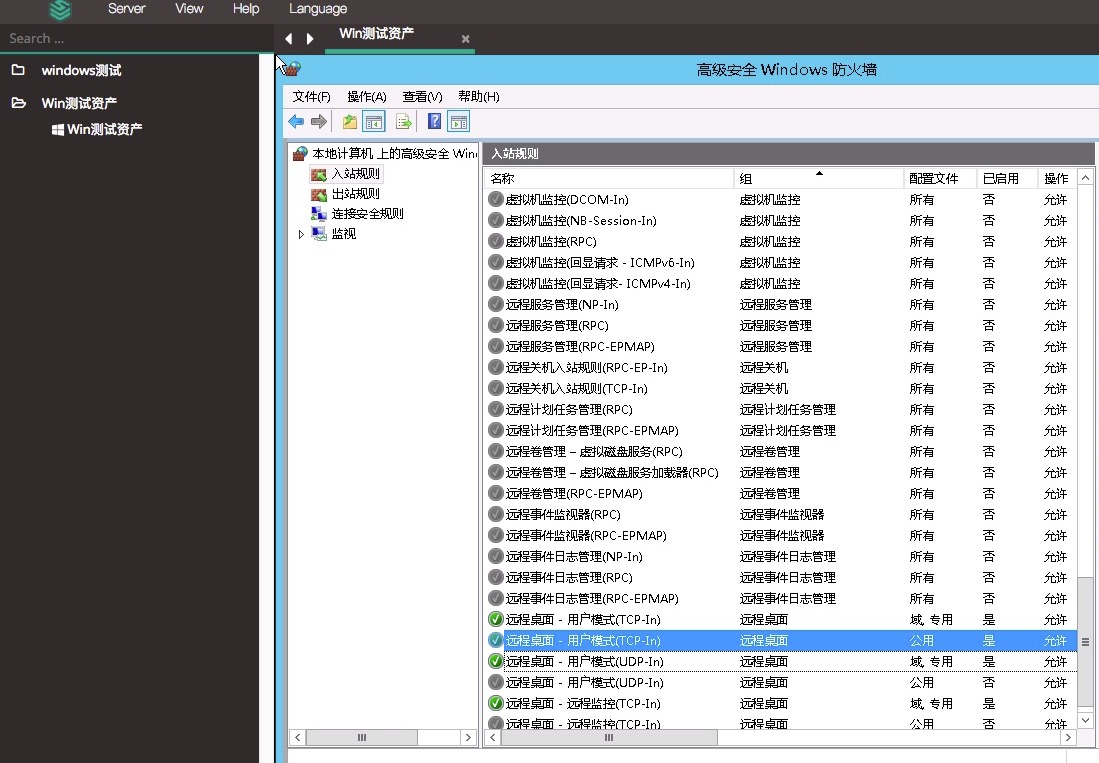 Server View Help Language
Search ...
Win测试资产
windows测试
Win测试资产
Win测试资产
高级安全 Windows 防火墙
文件(F) 操作(A) 查看(V) 帮助(H)
本地计算机 上的高级安全 Win
入站规则
出站规则
连接安全规则
监视
入站规则
名称 组 配置文件 已启用 操作
虚拟机监控(DCOM-In) 虚拟机监控 所有 否 允许
虚拟机监控(NB-Session-In) 虚拟机监控 所有 否 允许
虚拟机监控(RPC) 虚拟机监控 所有 否 允许
虚拟机监控(回显请求 - ICMPv6-In) 虚拟机监控 所有 否 允许
虚拟机监控(回显请求- ICMPv4-In) 虚拟机监控 所有 否 允许
远程服务管理(NP-In) 远程服务管理 所有 否 允许
远程服务管理(RPC) 远程服务管理 所有 否 允许
远程服务管理(RPC-EPMAP) 远程服务管理 所有 否 允许
远程关机入站规则(RPC-EP-In) 远程关机 所有 否 允许
远程关机入站规则(TCP-In) 远程关机 所有 否 允许
远程计划任务管理(RPC) 远程计划任务管理 所有 否 允许
远程计划任务管理(RPC-EPMAP) 远程计划任务管理 所有 否 允许
远程卷管理 – 虚拟磁盘服务(RPC) 远程卷管理 所有 否 允许
远程卷管理 – 虚拟磁盘服务加载器(RPC) 远程卷管理 所有 否 允许
远程卷管理(RPC-EPMAP) 远程卷管理 所有 否 允许
远程事件监视器(RPC) 远程事件监视器 所有 否 允许
远程事件监视器(RPC-EPMAP) 远程事件监视器 所有 否 允许
远程事件日志管理(NP-In) 远程事件日志管理 所有 否 允许
远程事件日志管理(RPC) 远程事件日志管理 所有 否 允许
远程事件日志管理(RPC-EPMAP) 远程事件日志管理 所有 否 允许
远程桌面 - 用户模式(TCP-In) 远程桌面 域, 专用 是 允许
远程桌面 - 用户模式(TCP-In) 远程桌面 公用 是 允许
远程桌面 - 用户模式(UDP-In) 远程桌面 域, 专用 是 允许
远程桌面 - 用户模式(UDP-In) 远程桌面 公用 否 允许
远程桌面 - 远程监控(TCP-In) 远程桌面 域, 专用 是 允许
远程桌面 - 远程监控(TCP-In) 远程桌面 公用 否 允许